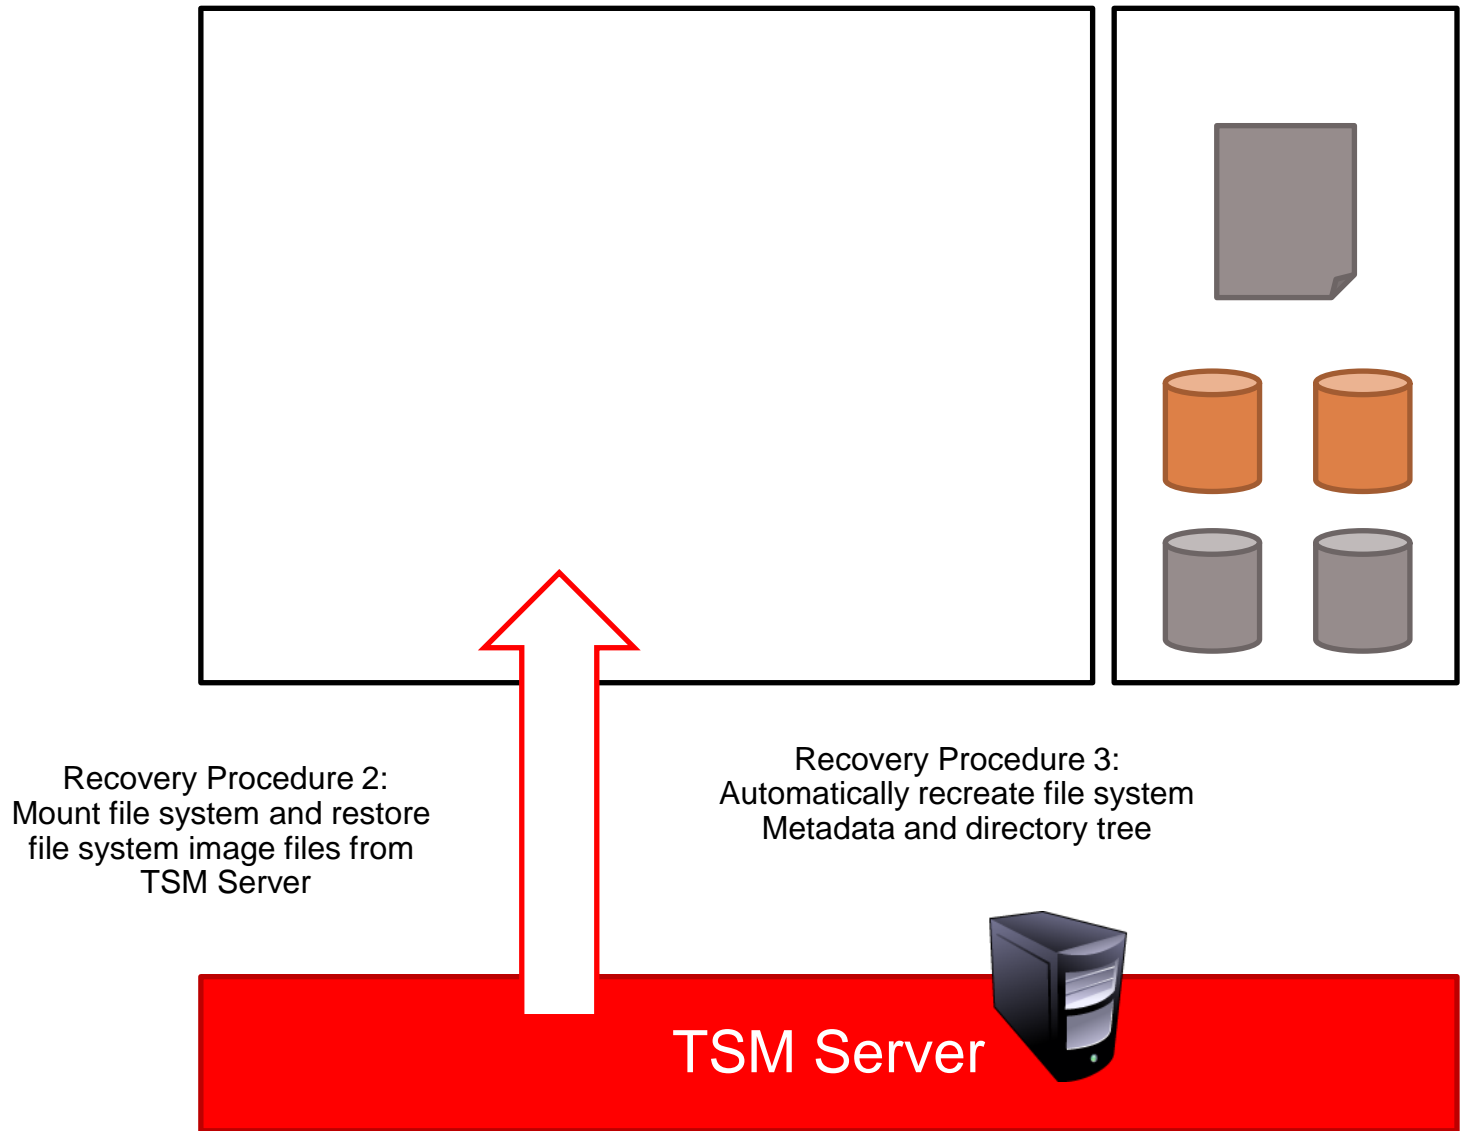 Recovery Procedure 2:
Mount file system and restore
file system image files from
TSM Server
Recovery Procedure 3:
Automatically recreate file system
Metadata and directory tree
TSM Server